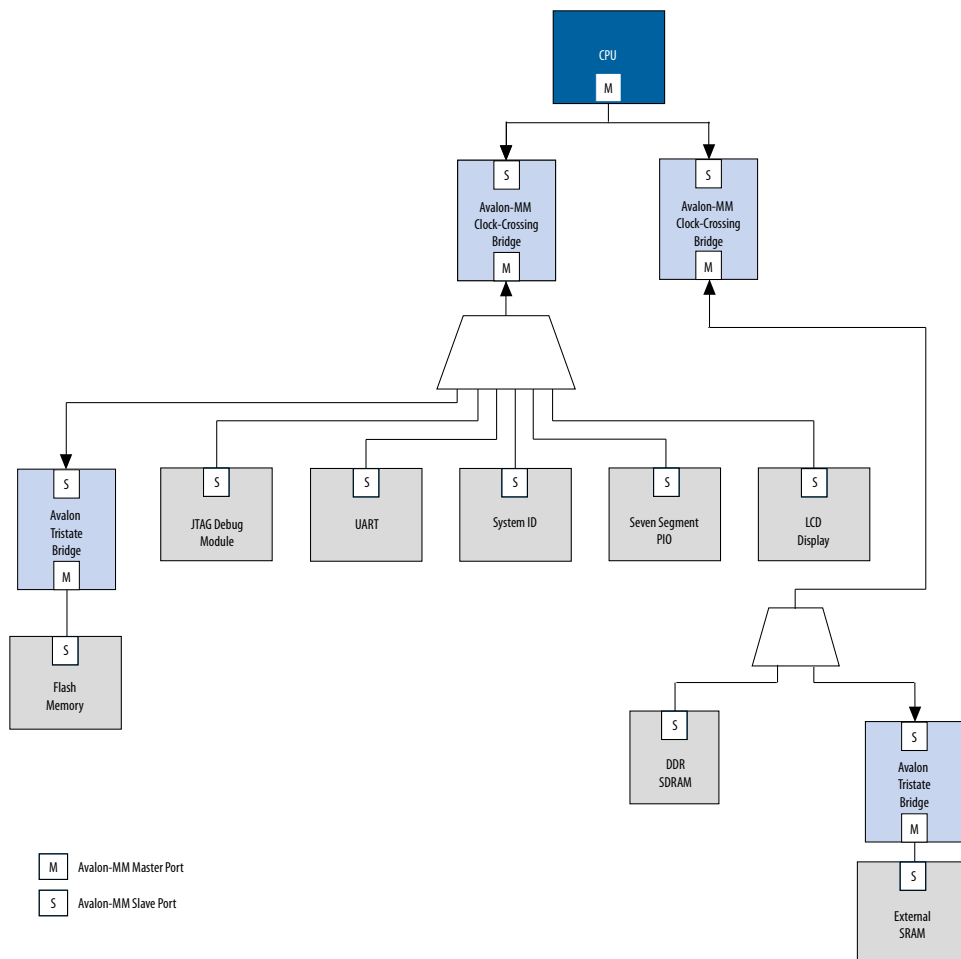 CPU
M
S
Avalon-MM
Clock-Crossing
Bridge
M
S
Avalon-MM
Clock-Crossing
Bridge
M
S
Avalon
Tristate
Bridge
M
S
JTAG Debug
Module
S
UART
S
System ID
S
Seven Segment
PIO
S
LCD
Display
S
Flash
Memory
S
DDR
SDRAM
S
Avalon
Tristate
Bridge
M
S
External
SRAM
M Avalon-MM Master Port
S Avalon-MM Slave Port